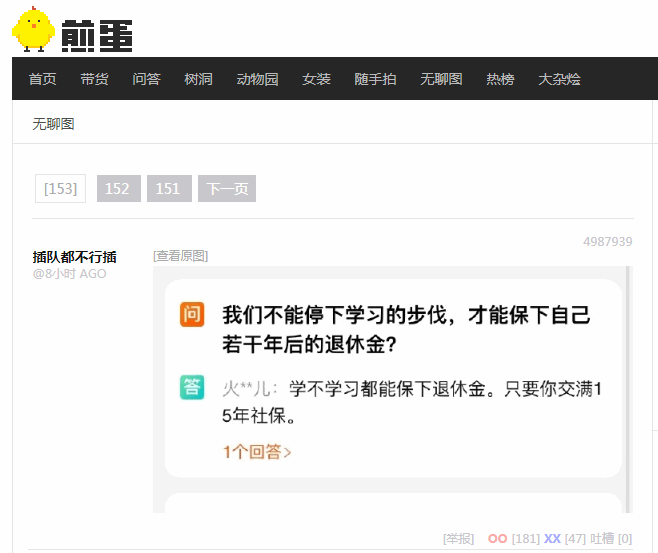 煎蛋
首页 带货 问答 树洞 动物园 女装 随手拍 无聊图 热榜 大杂烩
无聊图
[153] 152 151 下一页
4987939
插队都不行插
@8小时 AGO
[查看原图]
问 我们不能停下学习的步伐，才能保下自己
若干年后的退休金？
答 火**儿：学不学习都能保下退休金。只要你交满1
5年社保。
1个回答>
[举报] OO [181] XX [47] 吐槽 [0]